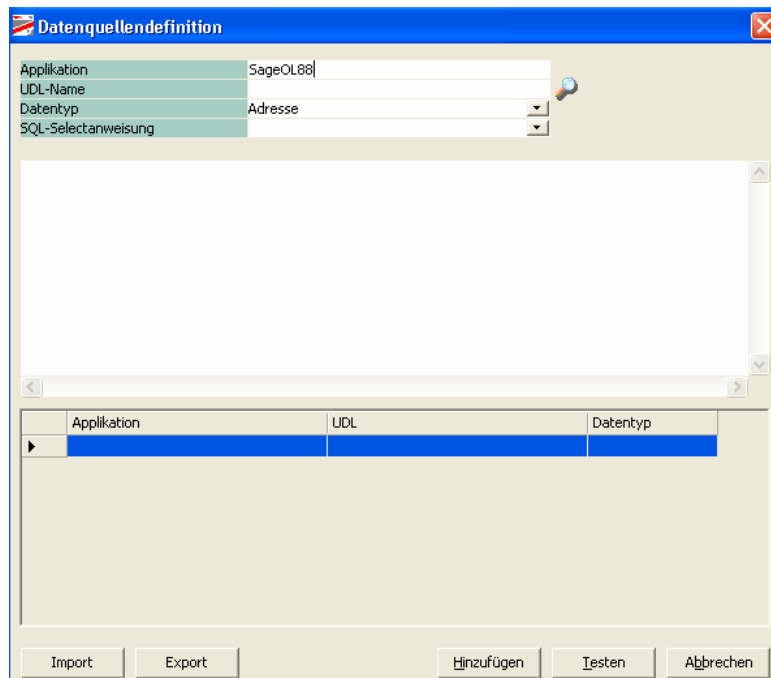 Datenquellendefinition
Applikation SageOL88
UDL-Name
Datentyp Adresse
SQL-Selectanweisung
Applikation UDL Datentyp
Import Export Hinzufügen Testen Abbrechen